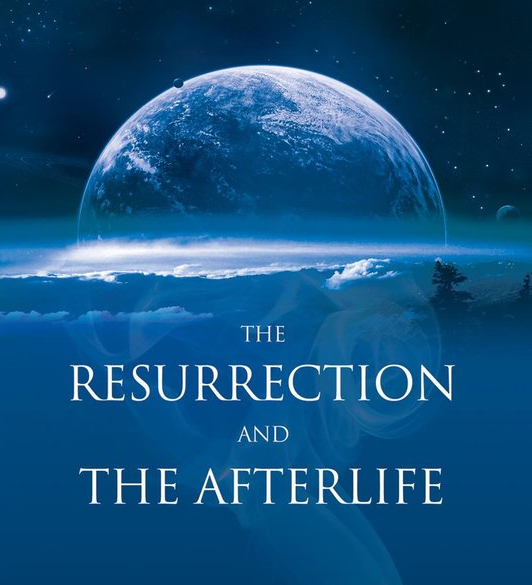 THE
RESURRECTION
AND
THE AFTERLIFE